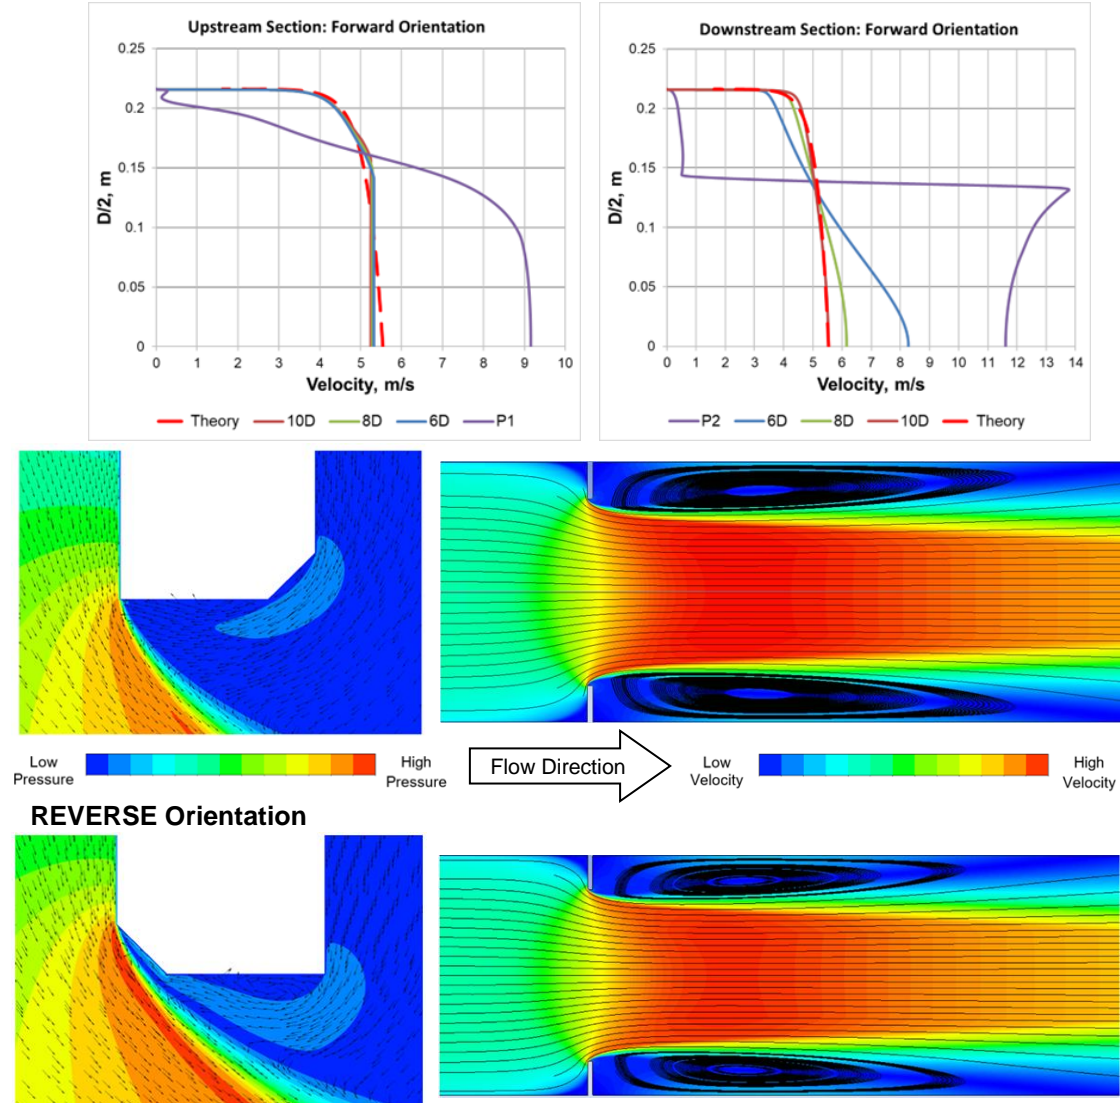 Upstream Section: Forward Orientation
0.25
0.2
0.15
0.1
0.05
0
D/2, m
0 1 2 3 4 5 6 7 8 9 10
Velocity, m/s
Theory 10D 8D 6D P1
Downstream Section: Forward Orientation
0.25
0.2
0.15
0.1
0.05
0
D/2, m
0 1 2 3 4 5 6 7 8 9 10 11 12 13 14
Velocity, m/s
P2 6D 8D 10D Theory
Low
Pressure
High
Pressure
Flow Direction
Low
Velocity
High
Velocity
REVERSE Orientation